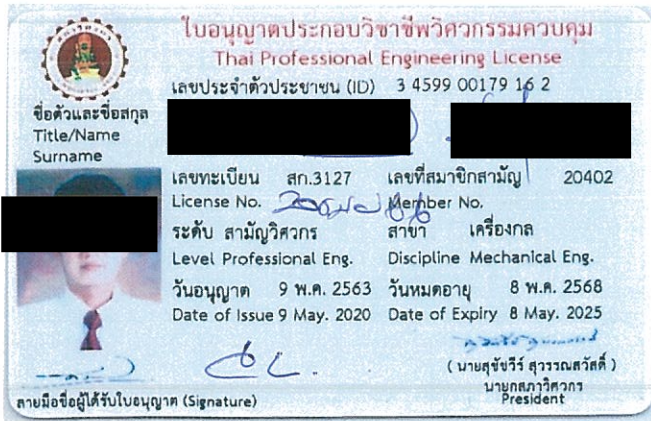 ใบอนุญาตประกอบวิชาชีพวิศวกรรมควบคุม
Thai Professional Engineering License
เลขประจำตัวประชาชน (ID) 3 4599 00179 16 2
ชื่อตัวและชื่อสกุล
Title/Name
Surname
เลขทะเบียน สก.3127 เลขที่สมาชิกสามัญ 20402
License No. Member No.
ระดับ สามัญวิศวกร สาขา เครื่องกล
Level Professional Eng. Discipline Mechanical Eng.
วันอนุญาต 9 พ.ค. 2563 วันหมดอายุ 8 พ.ค. 2568
Date of Issue 9 May. 2020 Date of Expiry 8 May. 2025
( นายสุชัชวีร์ สุวรรณสวัสดิ์ )
นายกสภาวิศวกร
President
ลายมือชื่อผู้ได้รับใบอนุญาต (Signature)